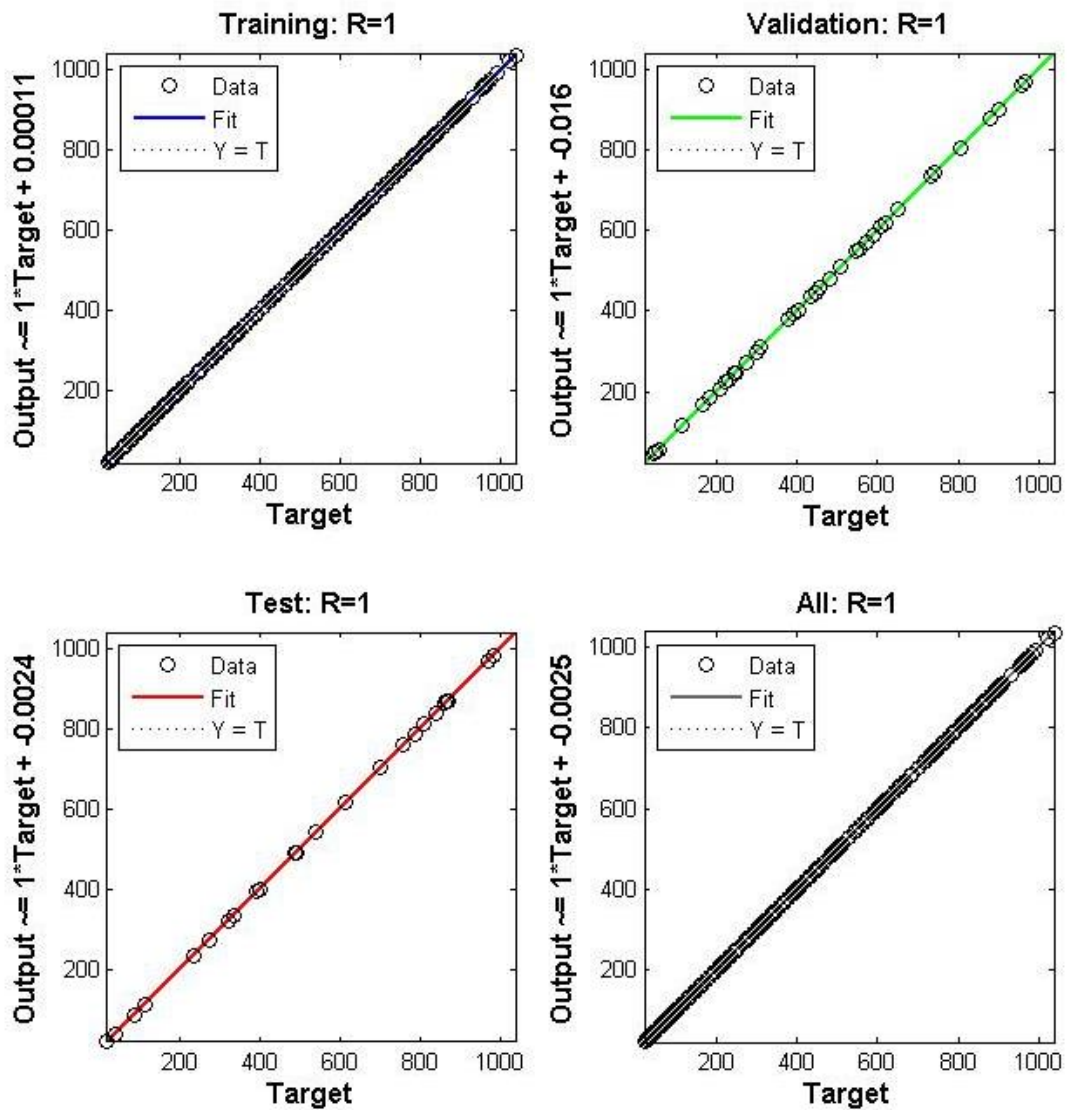 Training: R=1
Output ~= 1*Target + 0.00011
1000
800
600
400
200
Data
Fit
Y = T
200 400 600 800 1000
Target
Validation: R=1
Output ~= 1*Target + -0.016
1000
800
600
400
200
Data
Fit
Y = T
200 400 600 800 1000
Target
Test: R=1
Output ~= 1*Target + -0.0024
1000
800
600
400
200
Data
Fit
Y = T
200 400 600 800 1000
Target
All: R=1
Output ~= 1*Target + -0.0025
1000
800
600
400
200
Data
Fit
Y = T
200 400 600 800 1000
Target